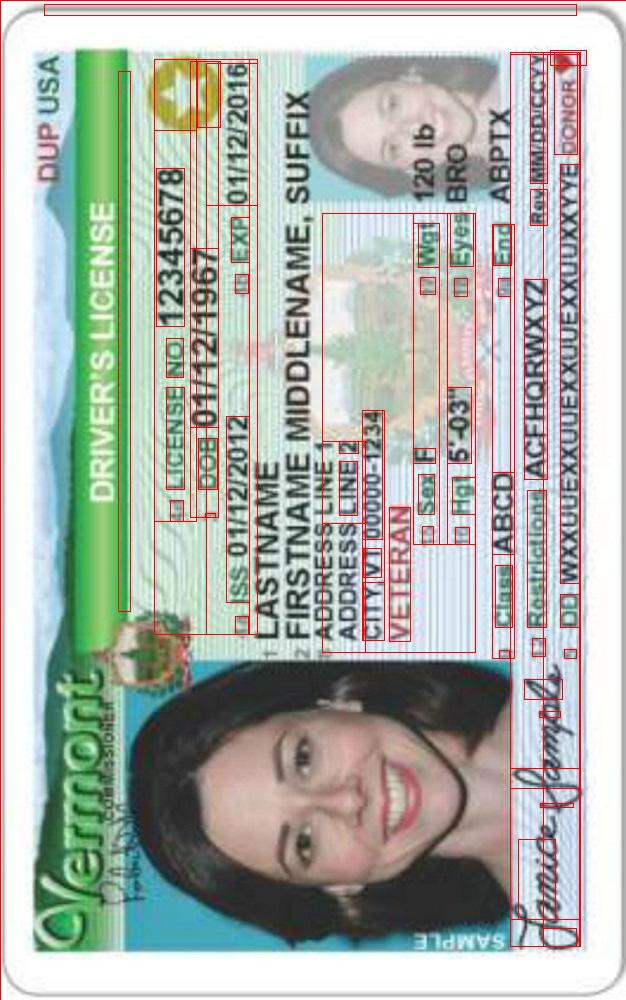 Vermont
DRIVER'S LICENSE
DUP USA
COMMISSIONER
4d LICENSE NO. 12345678
3 DOB 01/12/1967
4a ISS 01/12/2012 4b EXP 01/12/2016
1 LASTNAME
2 FIRSTNAME MIDDLENAME, SUFFIX
8 ADDRESS LINE 1
ADDRESS LINE 2
CITY, VT 00000-1234
VETERAN
15 Sex F 17 Wgt 120 lb
16 Hgt 5'-03" 18 Eyes BRO
9 Class ABCD 9a End ABPTX
12 Restrictions ACFHQRWXYZ Rev MM/DD/CCYY
5 DD WXXUUEXXUUEXXUUEXXUUXXYYE DONOR
SAMPLE
Janice Sample